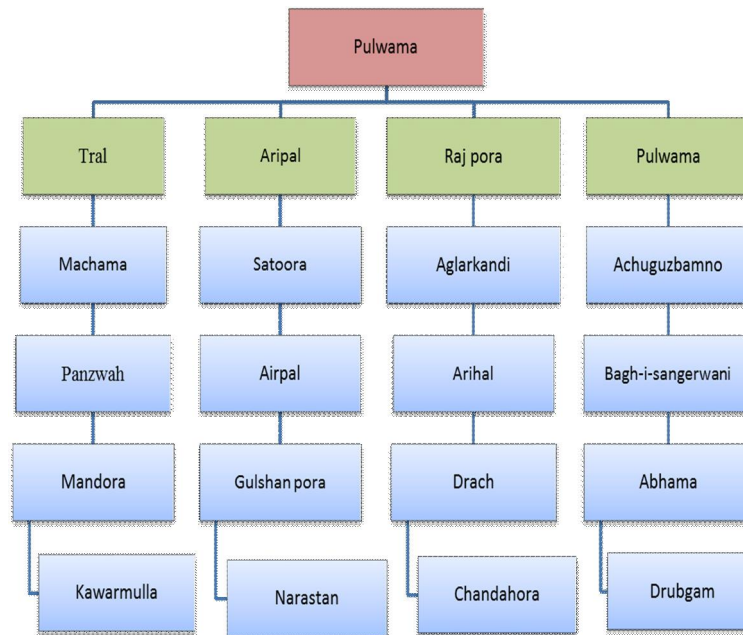 Pulwama
Tral
Aripal
Raj pora
Pulwama
Machama
Satoora
Aglarkandi
Achuguzbamno
Panzwah
Airpal
Arihal
Bagh-i-sangerwani
Mandora
Gulshan pora
Drach
Abhama
Kawarmulla
Narastan
Chandahora
Drubgam